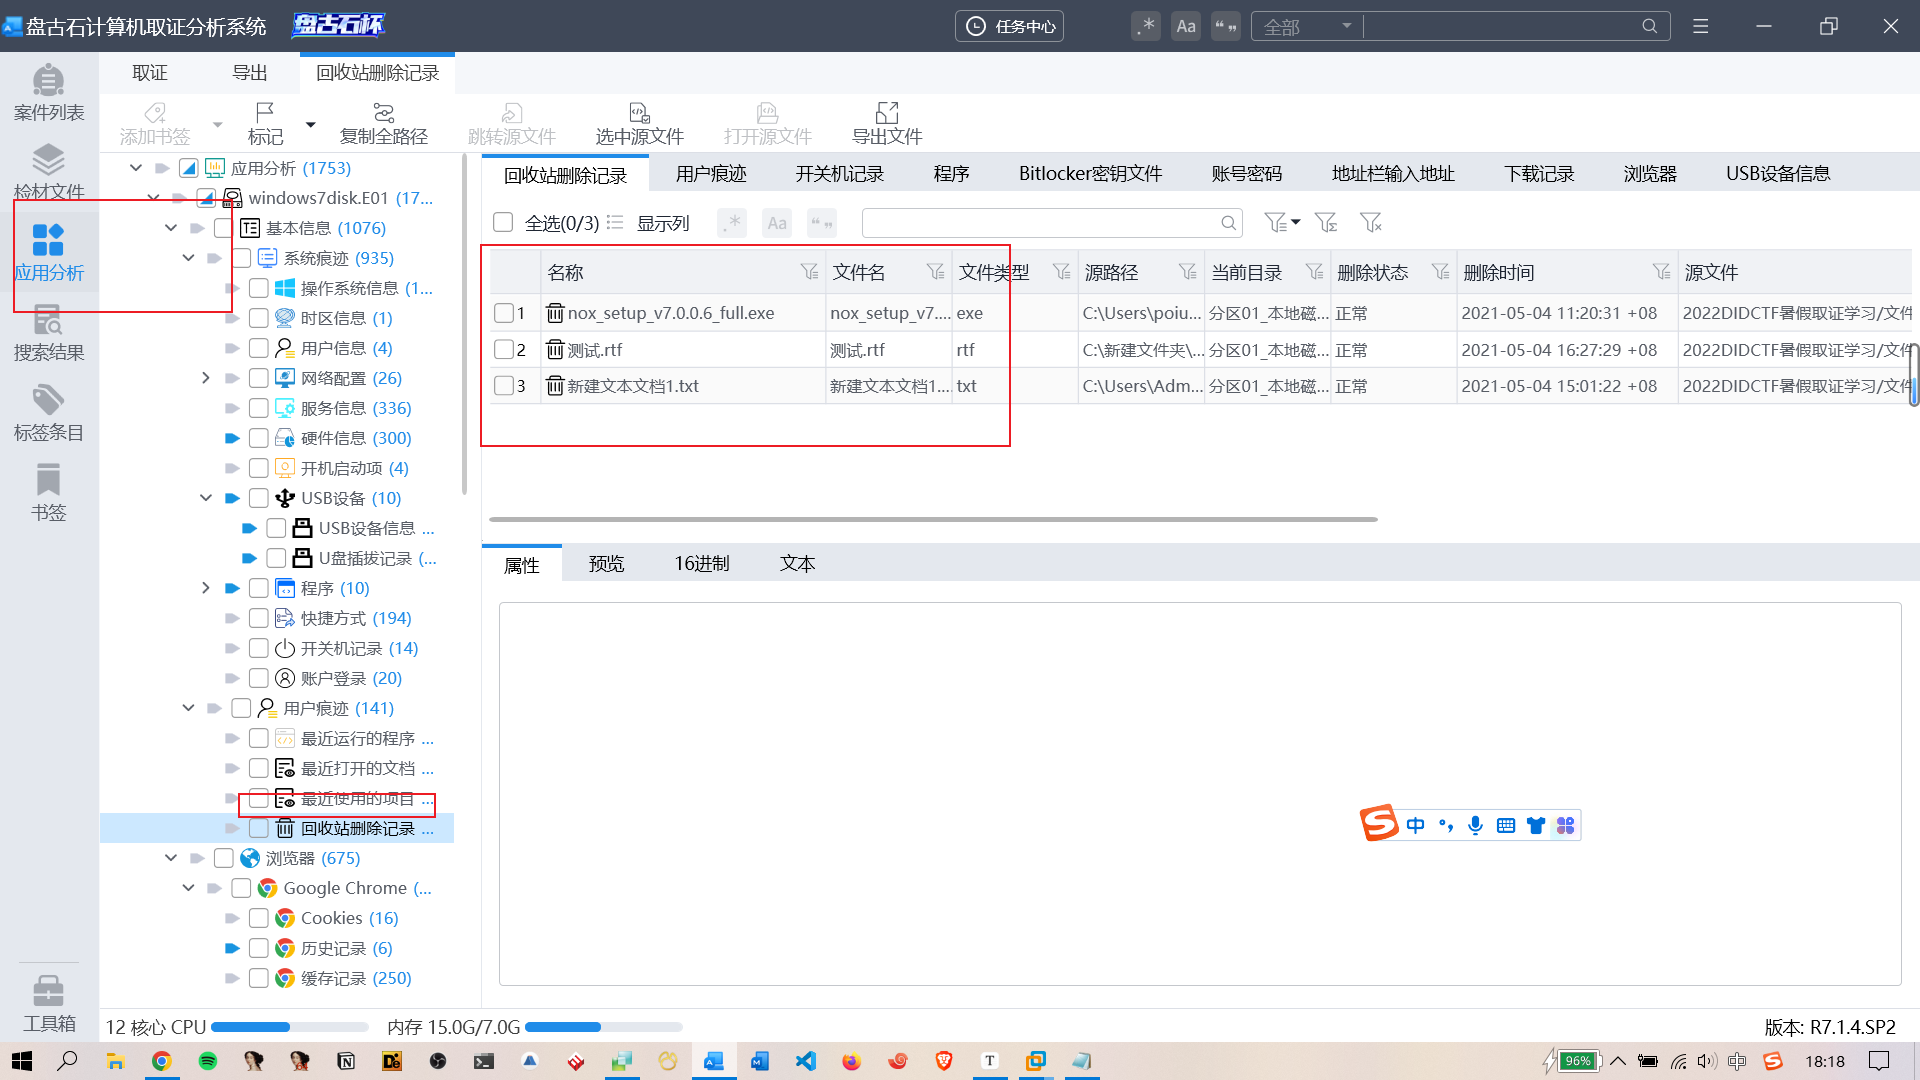 盘古石计算机取证分析系统
盘古石杯
任务中心
.*
Aa
“”
全部
案件列表
检材文件
应用分析
搜索结果
标签条目
书签
工具箱
取证
导出
回收站删除记录
添加书签
标记
复制全路径
跳转源文件
选中源文件
打开源文件
导出文件
应用分析 (1753)
windows7disk.E01 (17...
基本信息 (1076)
系统痕迹 (935)
操作系统信息 (1...
时区信息 (1)
用户信息 (4)
网络配置 (26)
服务信息 (336)
硬件信息 (300)
开机启动项 (4)
USB设备 (10)
USB设备信息 ...
U盘插拔记录 (...
程序 (10)
快捷方式 (194)
开关机记录 (14)
账户登录 (20)
用户痕迹 (141)
最近运行的程序 ...
最近打开的文档 ...
最近使用的项目 ...
回收站删除记录 ...
浏览器 (675)
Google Chrome (...
Cookies (16)
历史记录 (6)
缓存记录 (250)
回收站删除记录
用户痕迹
开关机记录
程序
Bitlocker密钥文件
账号密码
地址栏输入地址
下载记录
浏览器
USB设备信息
全选(0/3)
显示列
.*
Aa
“”
名称 文件名 文件类型 源路径 当前目录 删除状态 删除时间 源文件
1 nox_setup_v7.0.0.6_full.exe nox_setup_v7.... exe C:\Users\poiu... 分区01_本地磁... 正常 2021-05-04 11:20:31 +08 2022DIDCTF暑假取证学习/文件
2 测试.rtf 测试.rtf rtf C:\新建文件夹\... 分区01_本地磁... 正常 2021-05-04 16:27:29 +08 2022DIDCTF暑假取证学习/文件
3 新建文本文档1.txt 新建文本文档1.... txt C:\Users\Adm... 分区01_本地磁... 正常 2021-05-04 15:01:22 +08 2022DIDCTF暑假取证学习/文件
属性
预览
16进制
文本
中
12 核心 CPU
内存 15.0G/7.0G
版本: R7.1.4.SP2
96%
中
18:18